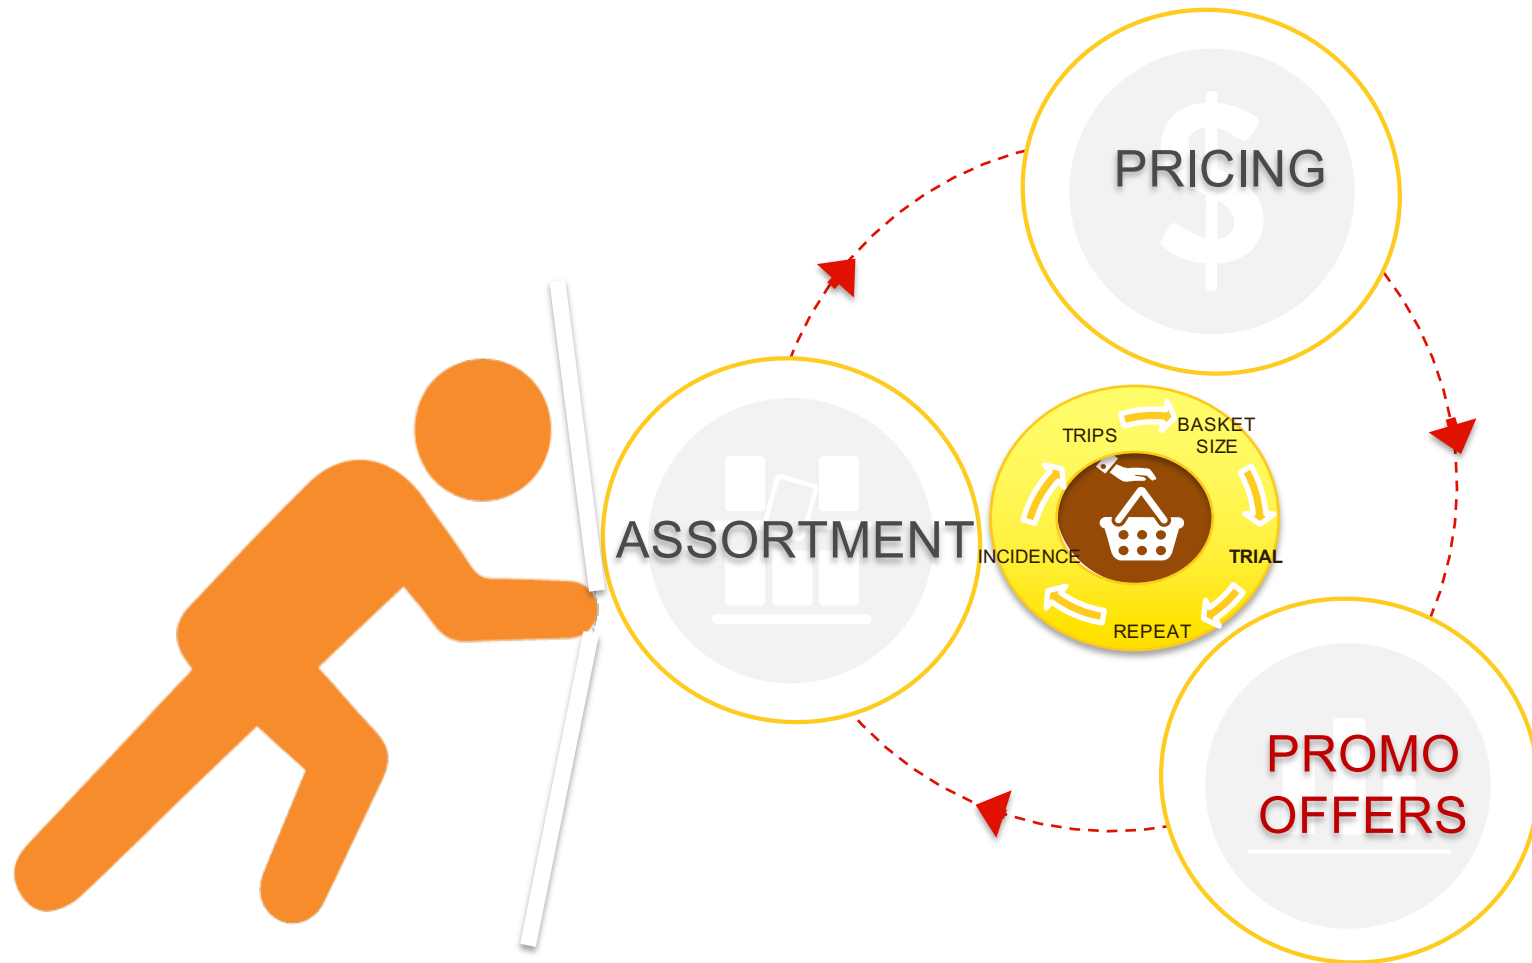 PRICING
TRIPS
BASKET
SIZE
ASSORTMENT
INCIDENCE
TRIAL
REPEAT
PROMO
OFFERS